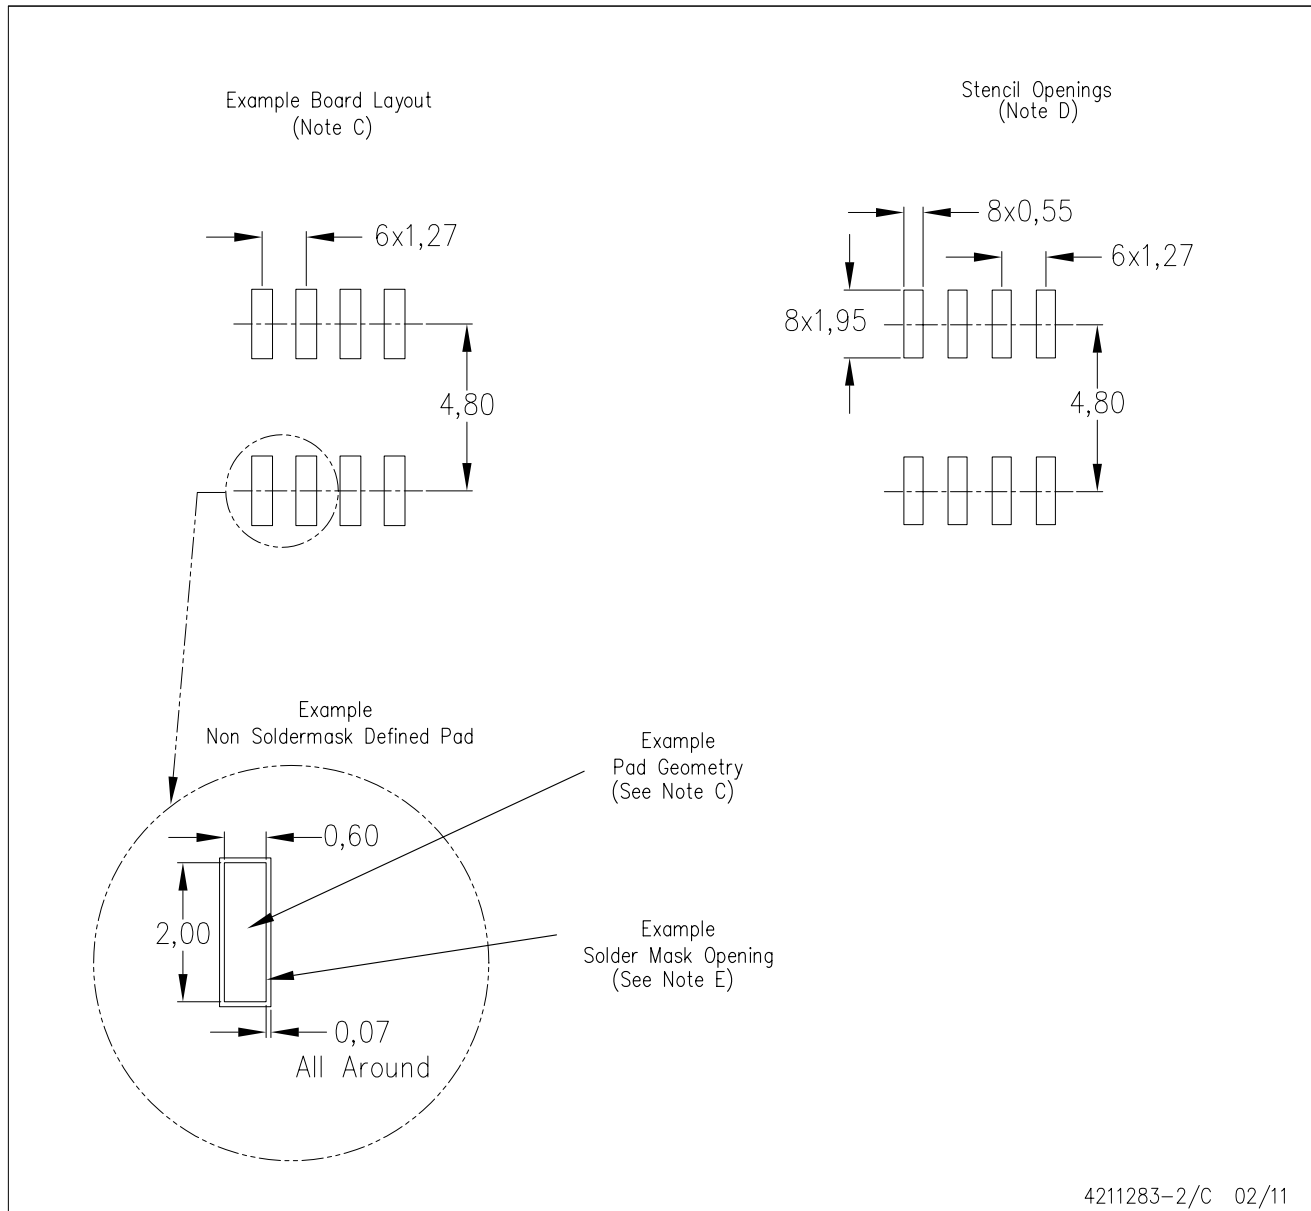 Example Board Layout
(Note C)
6x1,27
4,80
Stencil Openings
(Note D)
8x0,55
6x1,27
8x1,95
4,80
Example
Non Soldermask Defined Pad
Example
Pad Geometry
(See Note C)
0,60
2,00
Example
Solder Mask Opening
(See Note E)
0,07
All Around
4211283-2/C 02/11